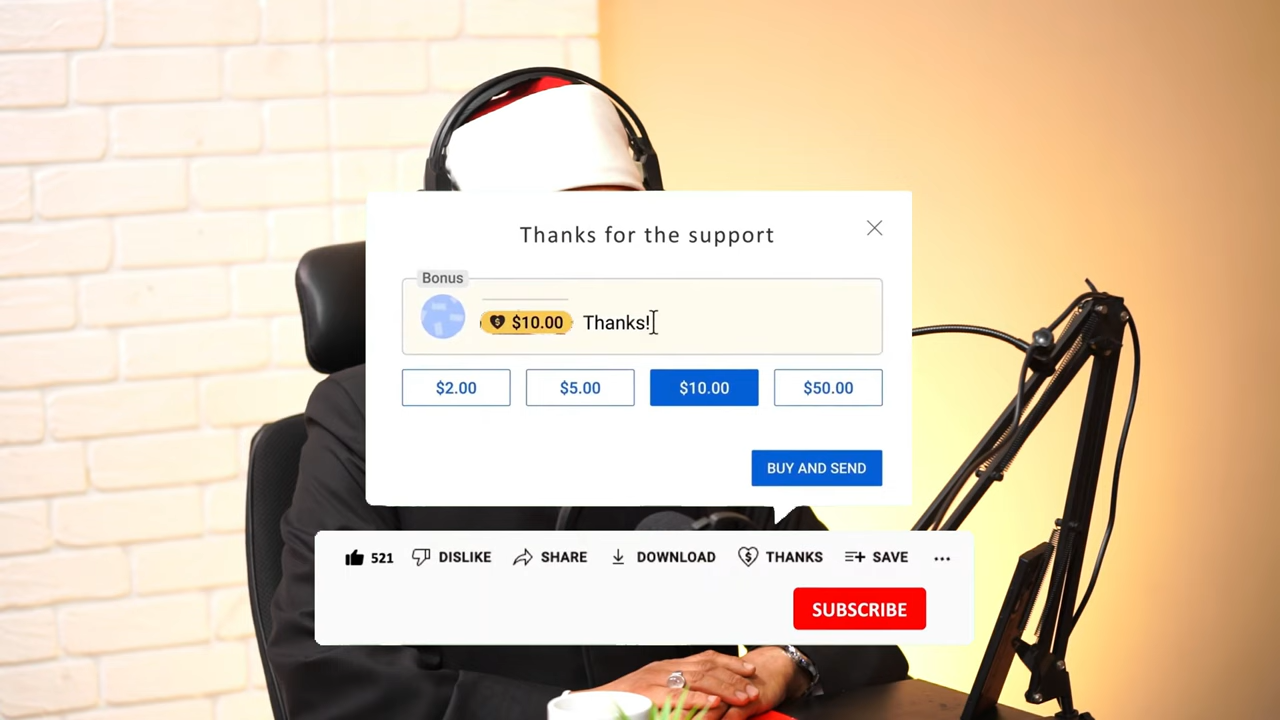 Thanks for the support
Bonus
$10.00 Thanks!
$2.00 $5.00 $10.00 $50.00
BUY AND SEND
521 DISLIKE SHARE DOWNLOAD THANKS SAVE
SUBSCRIBE